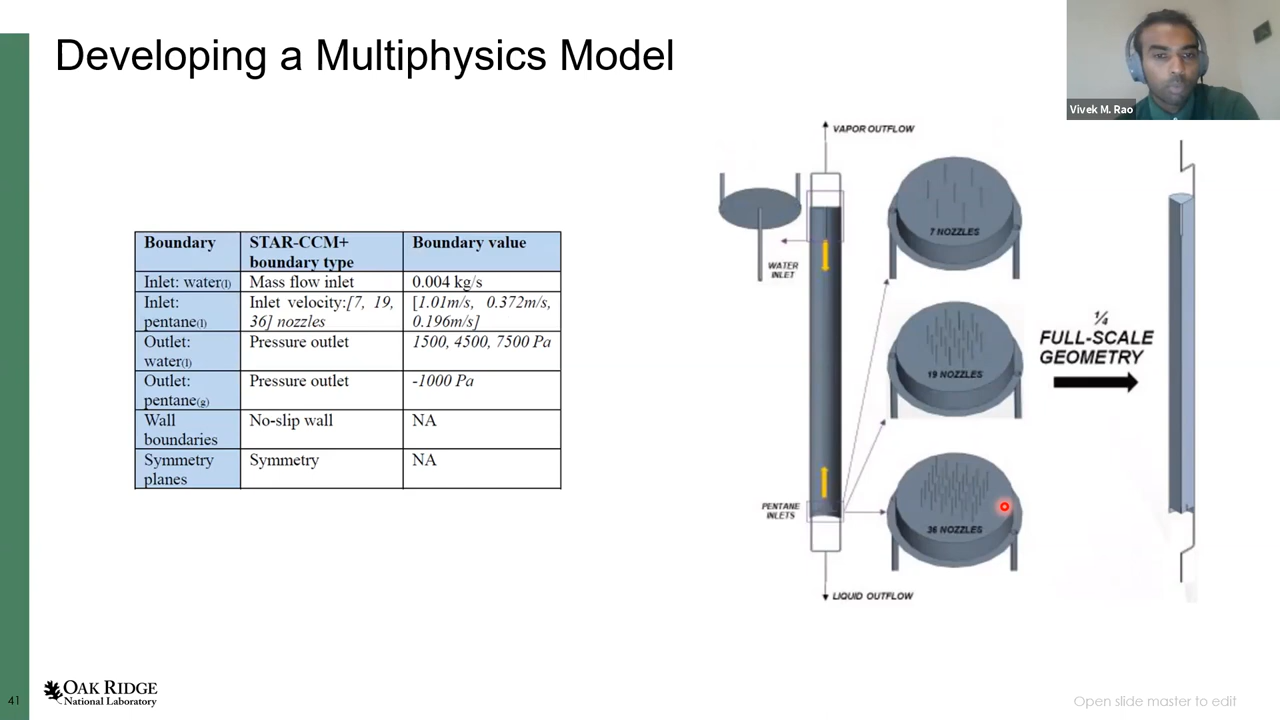 Developing a Multiphysics Model
Vivek M. Rao
Boundary
STAR-CCM+
boundary type
Boundary value
Inlet: water(l)
Mass flow inlet
0.004 kg/s
Inlet:
pentane(l)
Inlet velocity:[7, 19,
36] nozzles
[1.01m/s, 0.372m/s,
0.196m/s]
Outlet:
water(l)
Pressure outlet
1500, 4500, 7500 Pa
Outlet:
pentane(g)
Pressure outlet
-1000 Pa
Wall
boundaries
No-slip wall
NA
Symmetry
planes
Symmetry
NA
VAPOR OUTFLOW
WATER
INLET
7 NOZZLES
19 NOZZLES
PENTANE
INLETS
36 NOZZLES
LIQUID OUTFLOW
¼
FULL-SCALE
GEOMETRY
41
OAK RIDGE
National Laboratory
Open slide master to edit